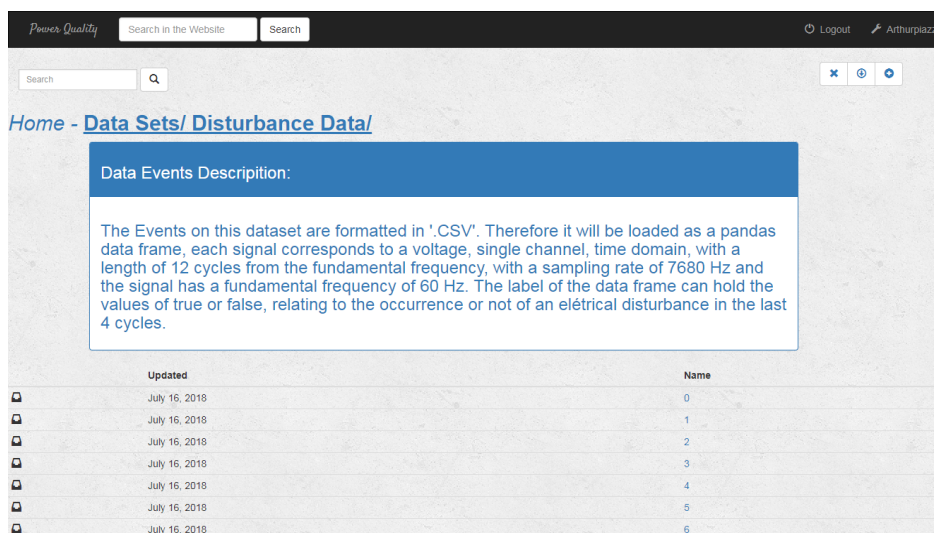 Power Quality Search in the Website Search Logout Arthurpiazz
Search
Home - Data Sets/ Disturbance Data/
Data Events Descripition:
The Events on this dataset are formatted in '.CSV'. Therefore it will be loaded as a pandas
data frame, each signal corresponds to a voltage, single channel, time domain, with a
length of 12 cycles from the fundamental frequency, with a sampling rate of 7680 Hz and
the signal has a fundamental frequency of 60 Hz. The label of the data frame can hold the
values of true or false, relating to the occurrence or not of an elétrical disturbance in the last
4 cycles.
Updated Name
July 16, 2018 0
July 16, 2018 1
July 16, 2018 2
July 16, 2018 3
July 16, 2018 4
July 16, 2018 5
July 16, 2018 6